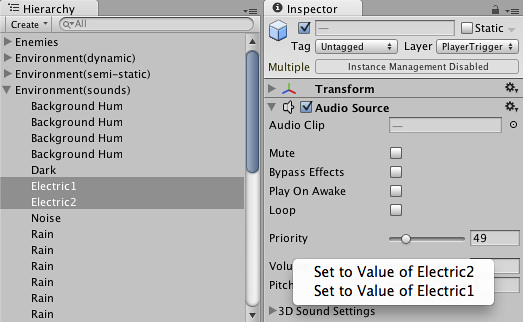 Hierarchy
Create
All
Enemies
Environment(dynamic)
Environment(semi-static)
Environment(sounds)
Background Hum
Background Hum
Background Hum
Background Hum
Dark
Electric1
Electric2
Noise
Rain
Rain
Rain
Rain
Rain
Rain
Inspector
— Static
Tag Untagged Layer PlayerTrigger
Multiple Instance Management Disabled
Transform
Audio Source
Audio Clip —
Mute
Bypass Effects
Play On Awake
Loop
Priority 49
Volu
Set to Value of Electric2
Pitch
Set to Value of Electric1
3D Sound Settings